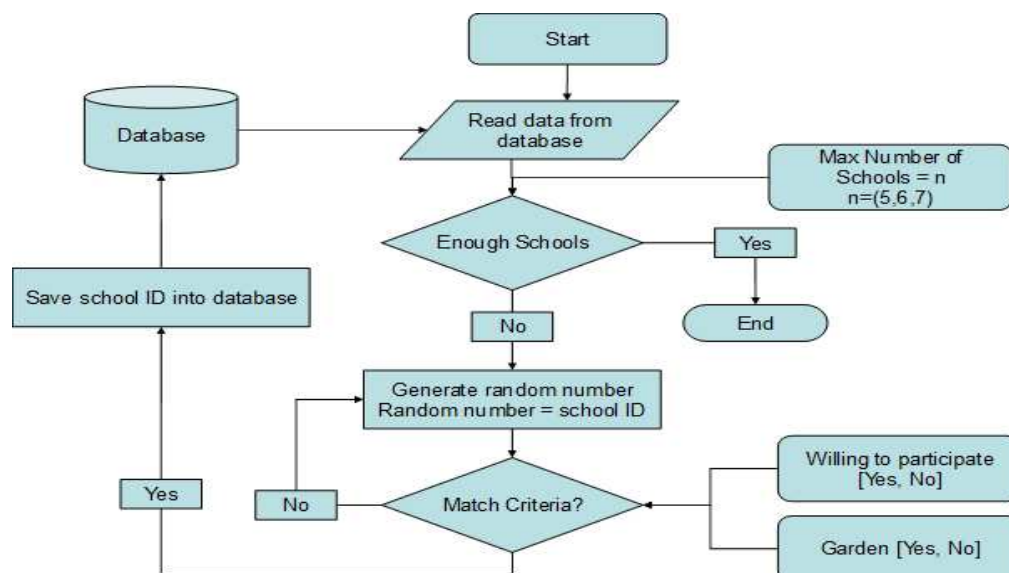 Start
Database
Read data from
database
Max Number of
Schools = n
n=(5,6,7)
Enough Schools
Yes
Save school ID into database
End
No
Generate random number
Random number = school ID
Willing to participate
[Yes, No]
Yes
No
Match Criteria?
Garden [Yes, No]